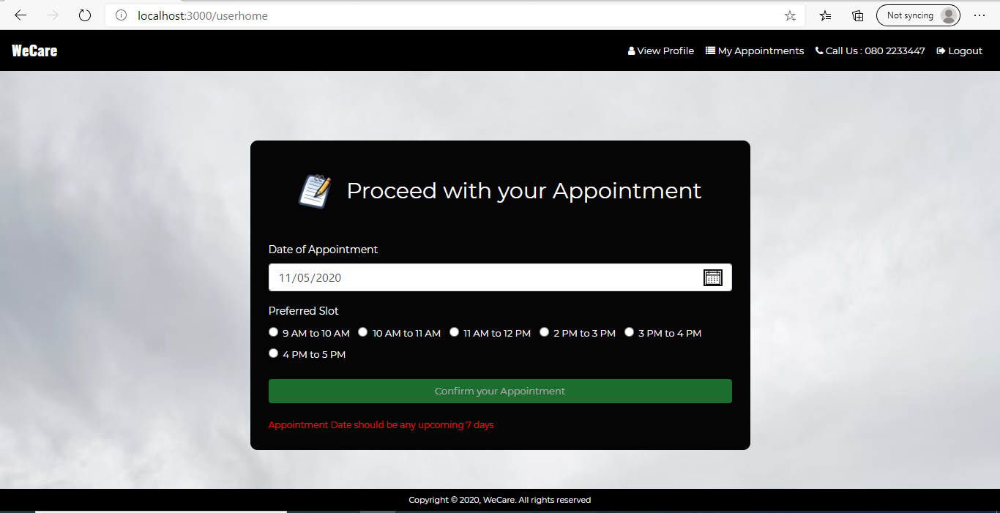 localhost:3000/userhome
Not syncing
WeCare
View Profile My Appointments Call Us : 080 2233447 Logout
Proceed with your Appointment
Date of Appointment
11/05/2020
Preferred Slot
9 AM to 10 AM 10 AM to 11 AM 11 AM to 12 PM 2 PM to 3 PM 3 PM to 4 PM
4 PM to 5 PM
Confirm your Appointment
Appointment Date should be any upcoming 7 days
Copyright © 2020, WeCare. All rights reserved